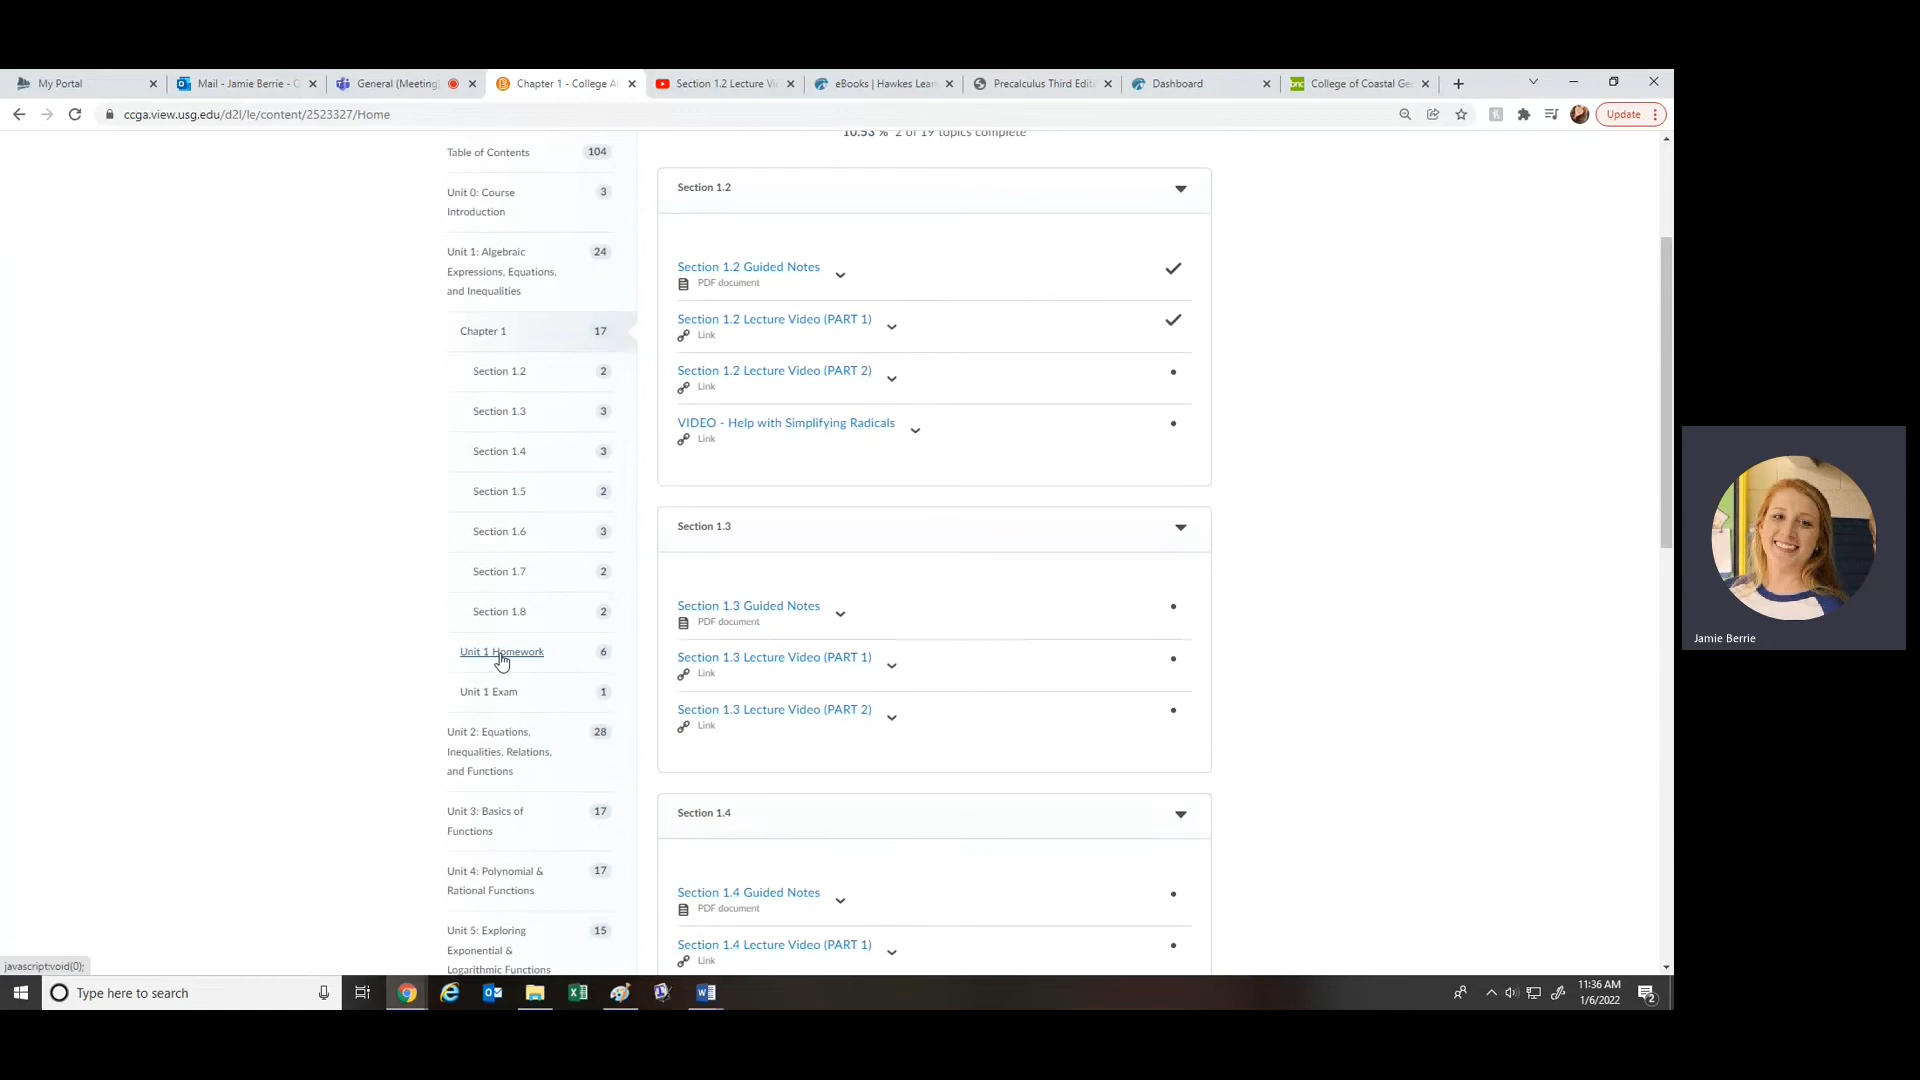 My Portal
Mail - Jamie Berrie - C
General (Meeting)
Chapter 1 - College Al
Section 1.2 Lecture Vi
eBooks | Hawkes Lear
Precalculus Third Edit
Dashboard
College of Coastal Ge
ccga.view.usg.edu/d2l/le/content/2523327/Home
Update
Table of Contents 104
Unit 0: Course
Introduction
3
Unit 1: Algebraic
Expressions, Equations,
and Inequalities
24
Chapter 1 17
Section 1.2 2
Section 1.3 3
Section 1.4 3
Section 1.5 2
Section 1.6 3
Section 1.7 2
Section 1.8 2
Unit 1 Homework 6
Unit 1 Exam 1
Unit 2: Equations,
Inequalities, Relations,
and Functions
28
Unit 3: Basics of
Functions
17
Unit 4: Polynomial &
Rational Functions
17
Unit 5: Exploring
Exponential &
Logarithmic Functions
15
10.53 % 2 of 19 topics complete
Section 1.2
Section 1.2 Guided Notes
PDF document
Section 1.2 Lecture Video (PART 1)
Link
Section 1.2 Lecture Video (PART 2)
Link
VIDEO - Help with Simplifying Radicals
Link
Section 1.3
Section 1.3 Guided Notes
PDF document
Section 1.3 Lecture Video (PART 1)
Link
Section 1.3 Lecture Video (PART 2)
Link
Section 1.4
Section 1.4 Guided Notes
PDF document
Section 1.4 Lecture Video (PART 1)
Link
Jamie Berrie
javascript:void(0);
Type here to search
11:36 AM
1/6/2022
2